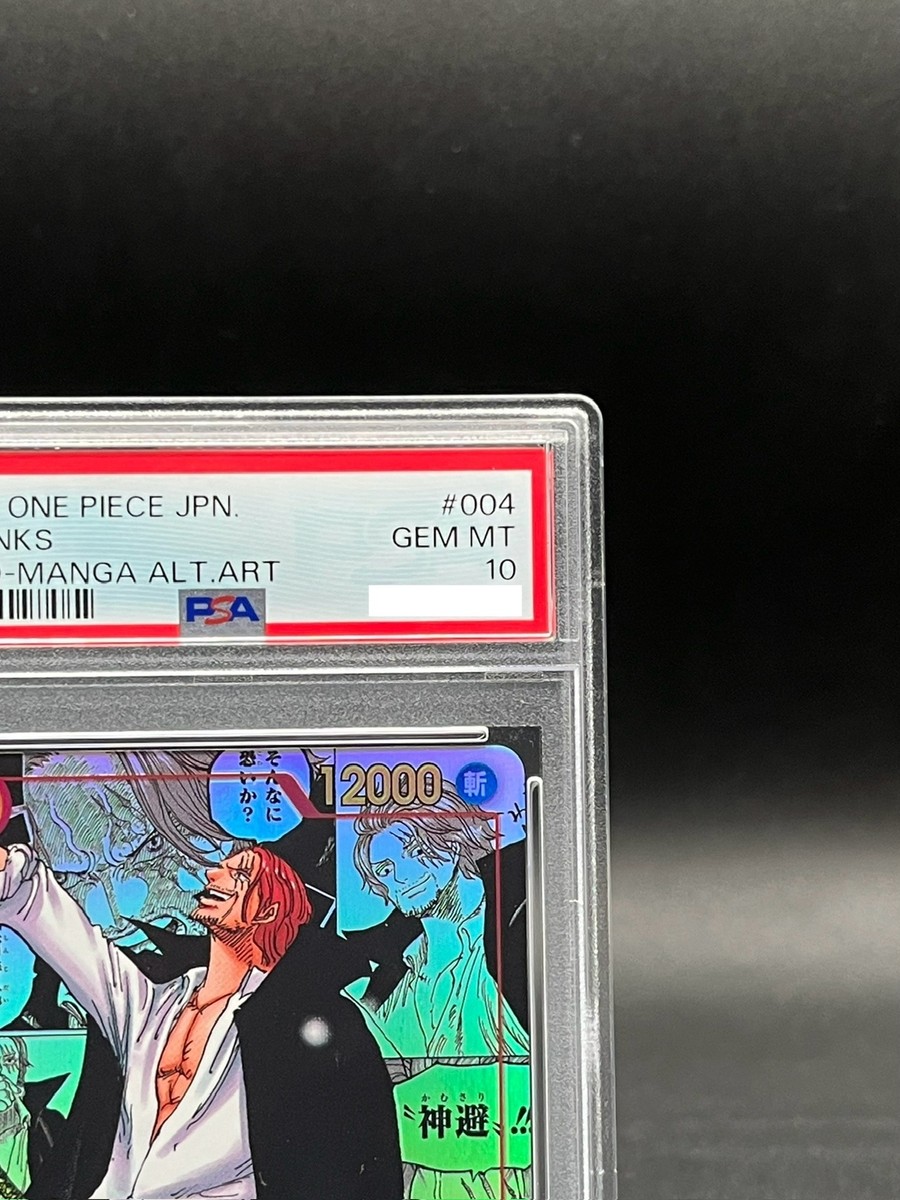 ONE PIECE JPN. #004
NKS GEM MT
-MANGA ALT.ART 10
PSA
そんなに
恐いか?
12000 斬
かむさり
〝神避〟!!